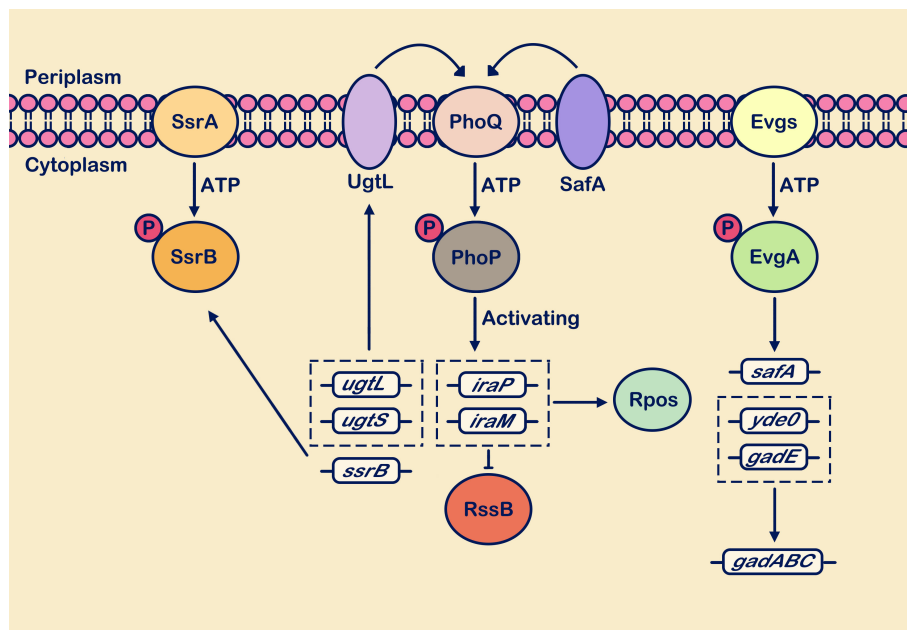 Periplasm
SsrA
PhoQ
Evgs
Cytoplasm
UgtL
SafA
ATP
ATP
ATP
P
P
P
SsrB
PhoP
EvgA
Activating
safA
ugtL
iraP
Rpos
ugtS
iraM
yde0
gadE
ssrB
RssB
gadABC